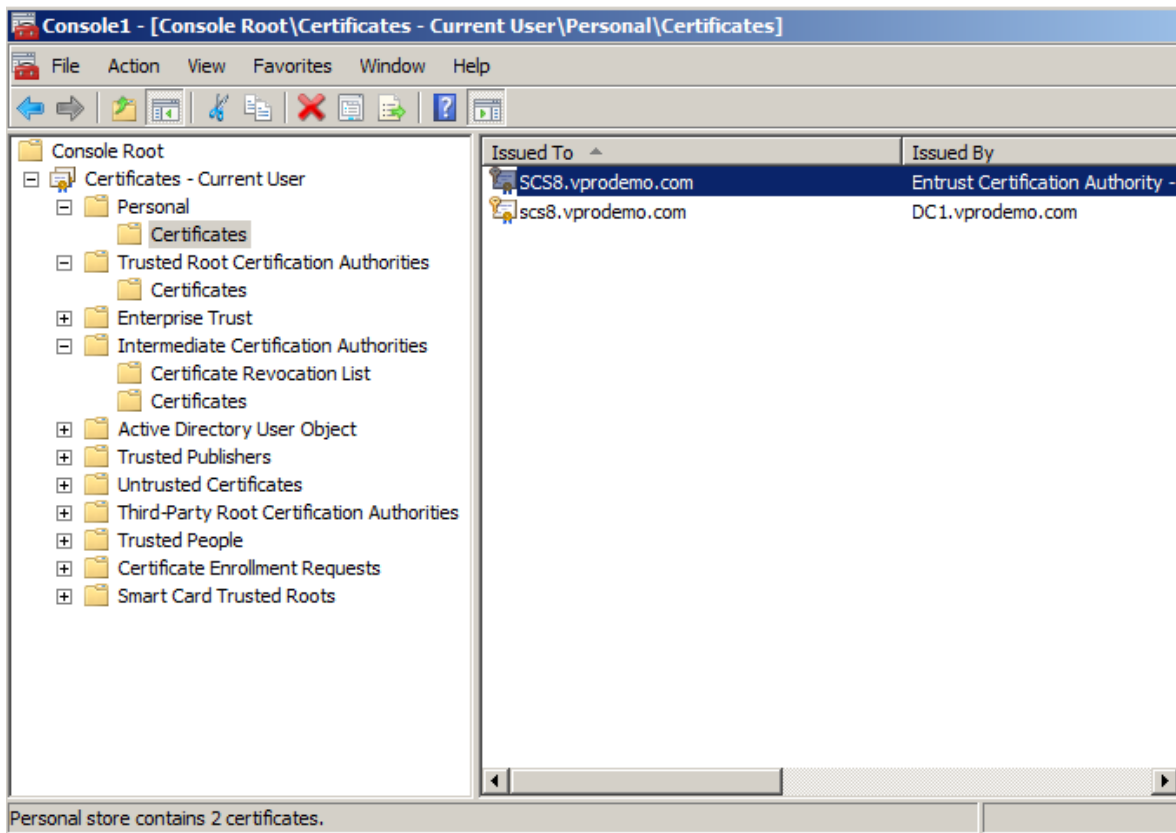 Console1 - [Console Root\Certificates - Current User\Personal\Certificates]
File Action View Favorites Window Help
Console Root
Certificates - Current User
Personal
Certificates
Trusted Root Certification Authorities
Certificates
Enterprise Trust
Intermediate Certification Authorities
Certificate Revocation List
Certificates
Active Directory User Object
Trusted Publishers
Untrusted Certificates
Third-Party Root Certification Authorities
Trusted People
Certificate Enrollment Requests
Smart Card Trusted Roots
Issued To Issued By
SCS8.vprodemo.com Entrust Certification Authority -
scs8.vprodemo.com DC1.vprodemo.com
Personal store contains 2 certificates.